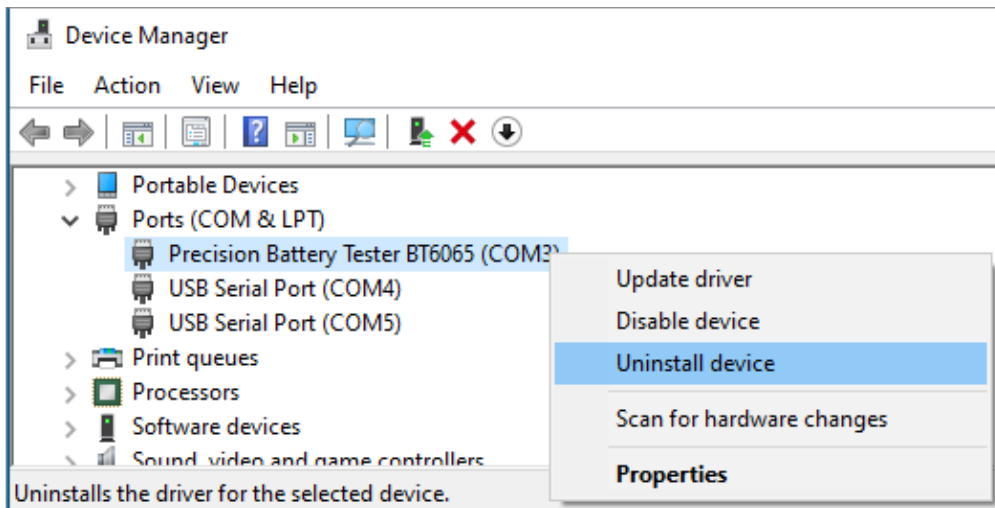 Device Manager
File Action View Help
Portable Devices
Ports (COM & LPT)
Precision Battery Tester BT6065 (COM3)
USB Serial Port (COM4)
USB Serial Port (COM5)
Print queues
Processors
Software devices
Sound, video and game controllers
Update driver
Disable device
Uninstall device
Scan for hardware changes
Properties
Uninstalls the driver for the selected device.